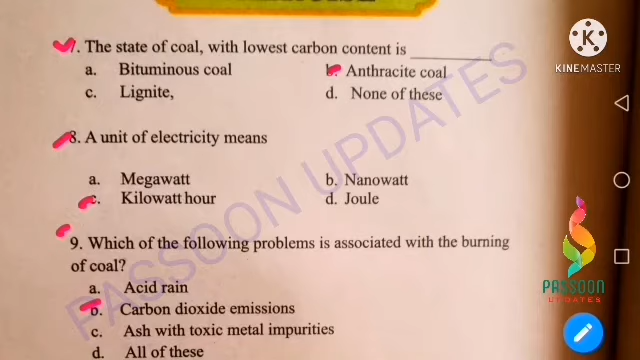 KINEMASTER
7. The state of coal, with lowest carbon content is ________
a. Bituminous coal b. Anthracite coal
c. Lignite, d. None of these
8. A unit of electricity means
a. Megawatt b. Nanowatt
c. Kilowatt hour d. Joule
9. Which of the following problems is associated with the burning
of coal?
a. Acid rain
b. Carbon dioxide emissions
c. Ash with toxic metal impurities
d. All of these
PASSOON UPDATES
PASSOON
UPDATES